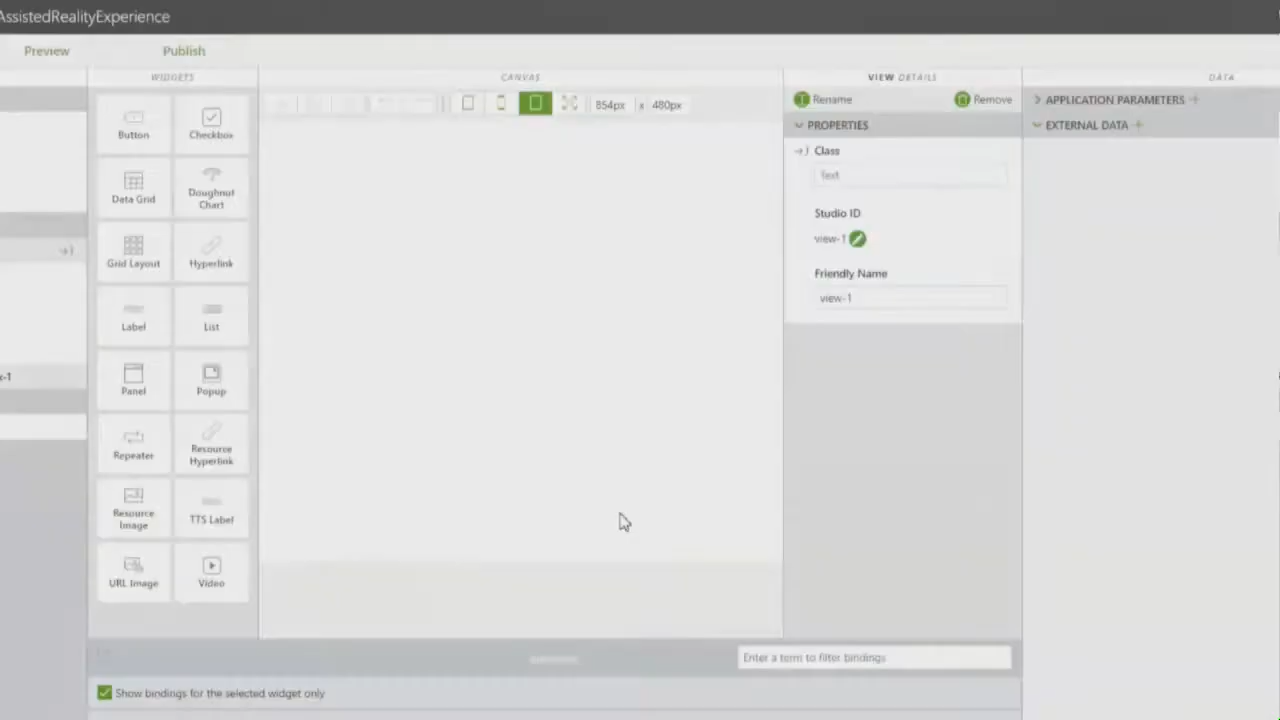 AssistedRealityExperience
Preview
Publish
WIDGETS
CANVAS
VIEW DETAILS
DATA
854px x 480px
Rename
Remove
APPLICATION PARAMETERS +
PROPERTIES
EXTERNAL DATA +
Button
Checkbox
Class
Text
Data Grid
Doughnut
Chart
Studio ID
view-1
Grid Layout
Hyperlink
Friendly Name
view-1
Label
List
Panel
Popup
Repeater
Resource
Hyperlink
Resource
Image
TTS Label
URL Image
Video
Enter a term to filter bindings
Show bindings for the selected widget only